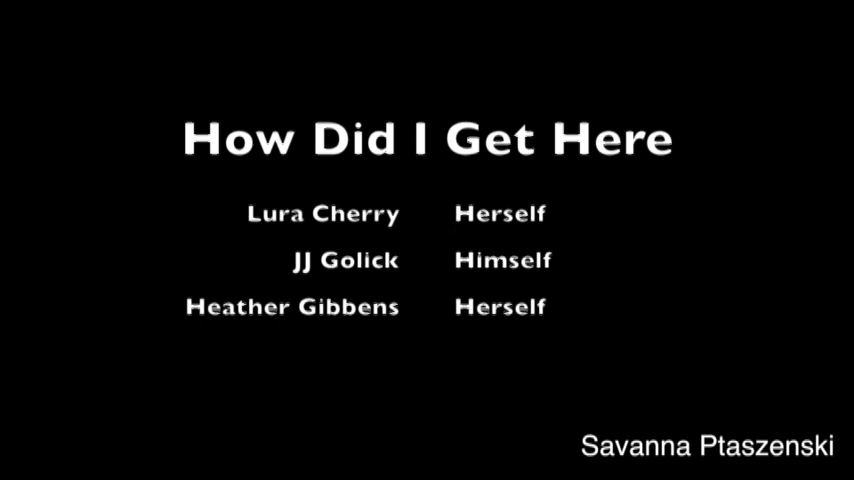 How Did I Get Here
Lura Cherry Herself
JJ Golick Himself
Heather Gibbens Herself
Savanna Ptaszenski